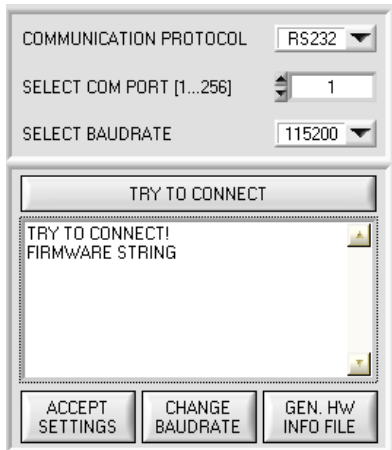 COMMUNICATION PROTOCOL RS232
SELECT COM PORT [1...256] 1
SELECT BAUDRATE 115200
TRY TO CONNECT
TRY TO CONNECT!
FIRMWARE STRING
ACCEPT SETTINGS
CHANGE BAUDRATE
GEN. HW INFO FILE